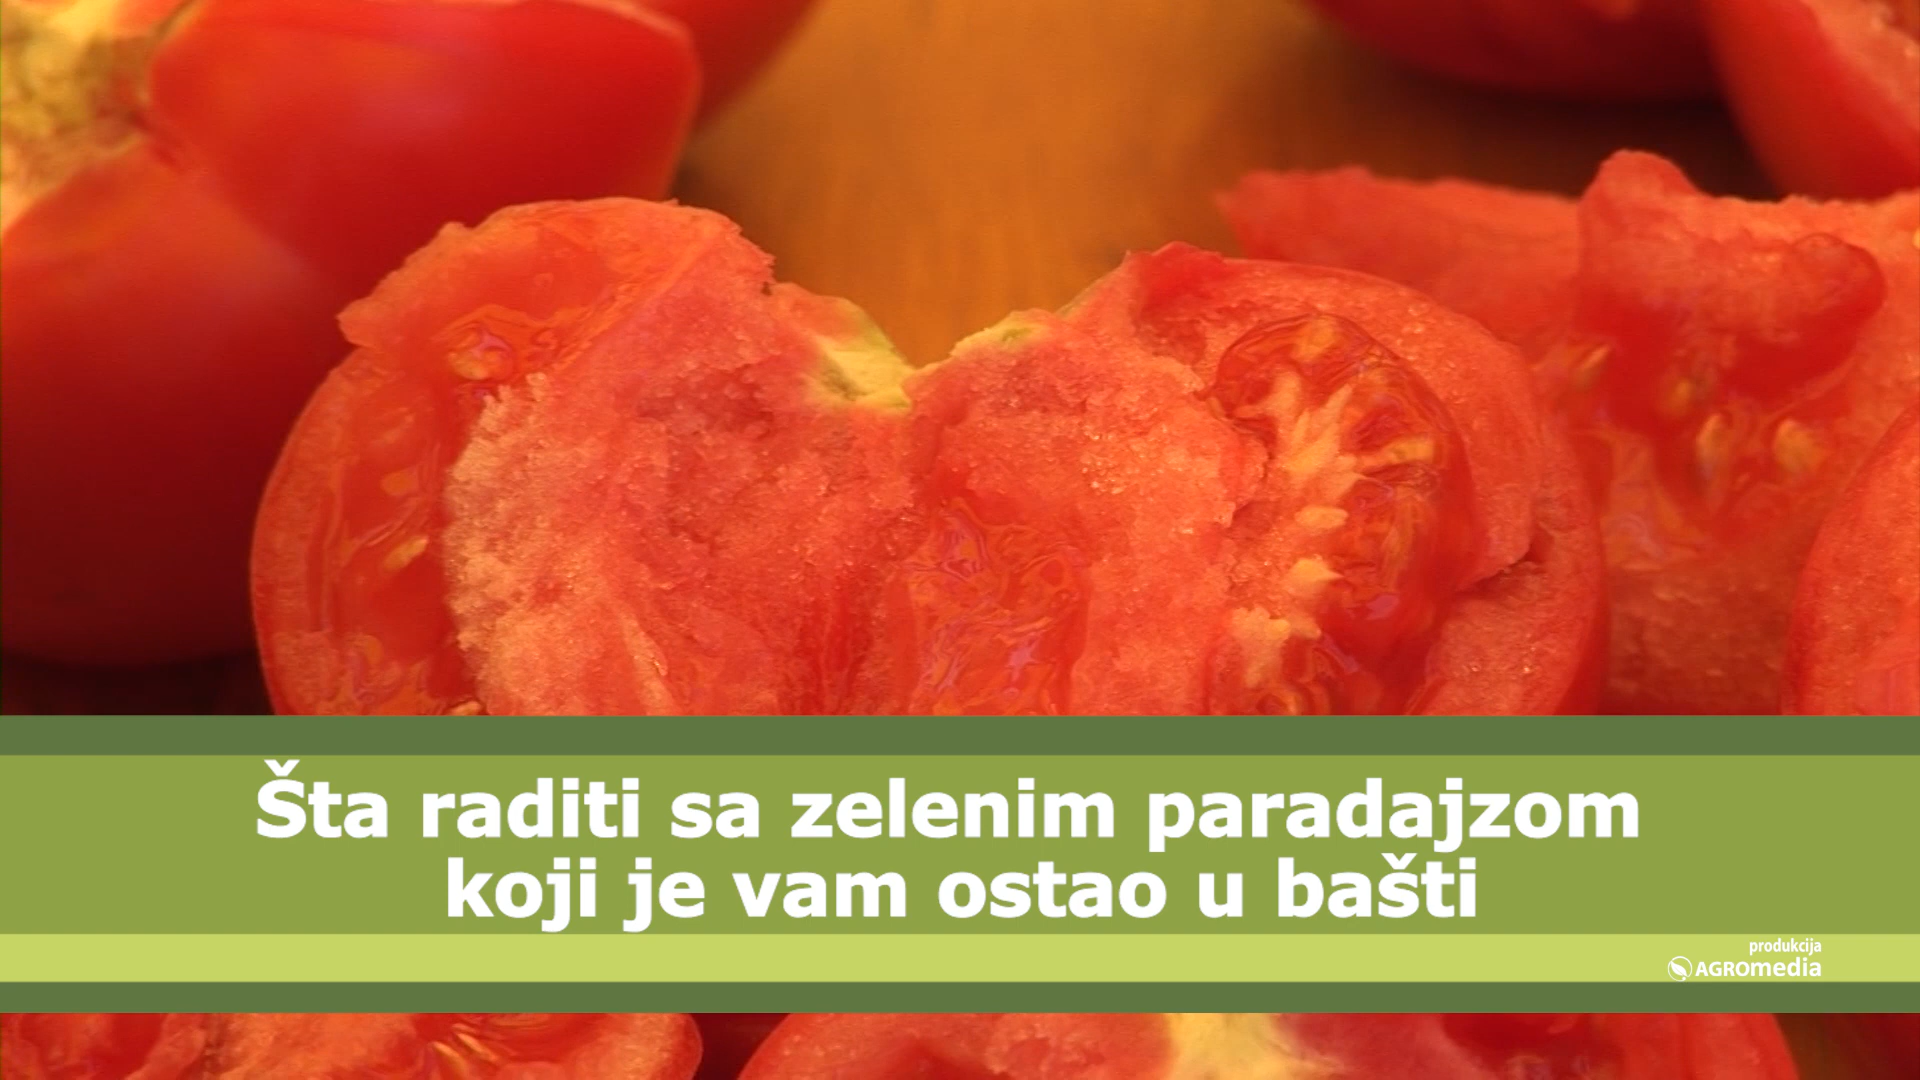 Šta raditi sa zelenim paradajzom
koji je vam ostao u bašti
produkcija
AGROmedia